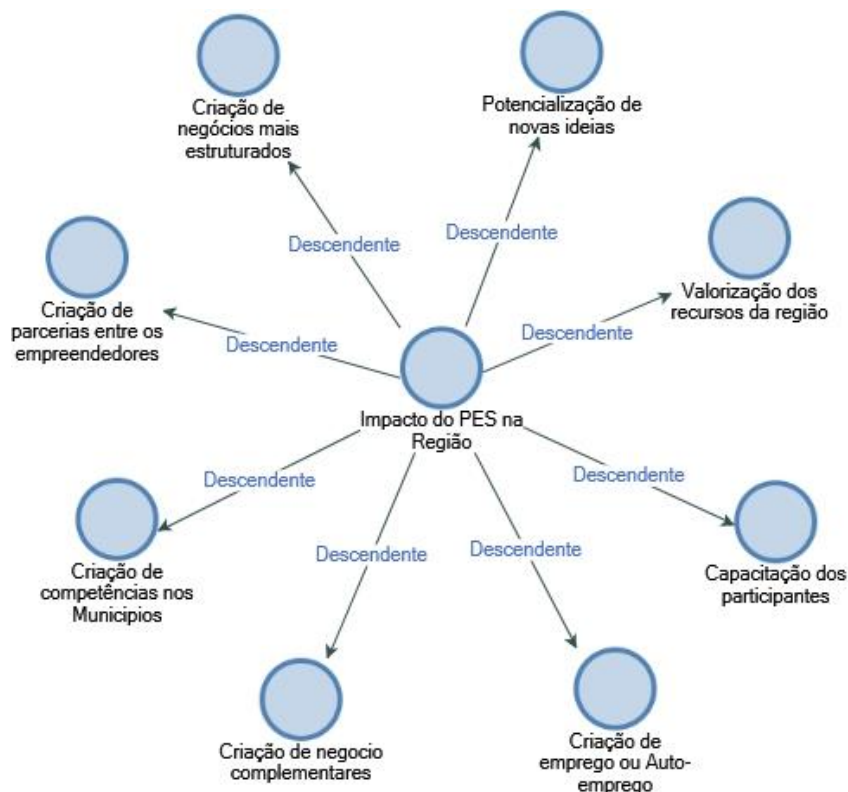 Criação de
negócios mais
estruturados
Potencialização de
novas ideias
Descendente
Descendente
Criação de
parcerias entre os
empreendedores
Valorização dos
recursos da região
Descendente
Descendente
Impacto do PES na
Região
Descendente
Descendente
Criação de
competências nos
Municipios
Capacitação dos
participantes
Descendente
Descendente
Criação de negocio
complementares
Criação de
emprego ou Auto-
emprego